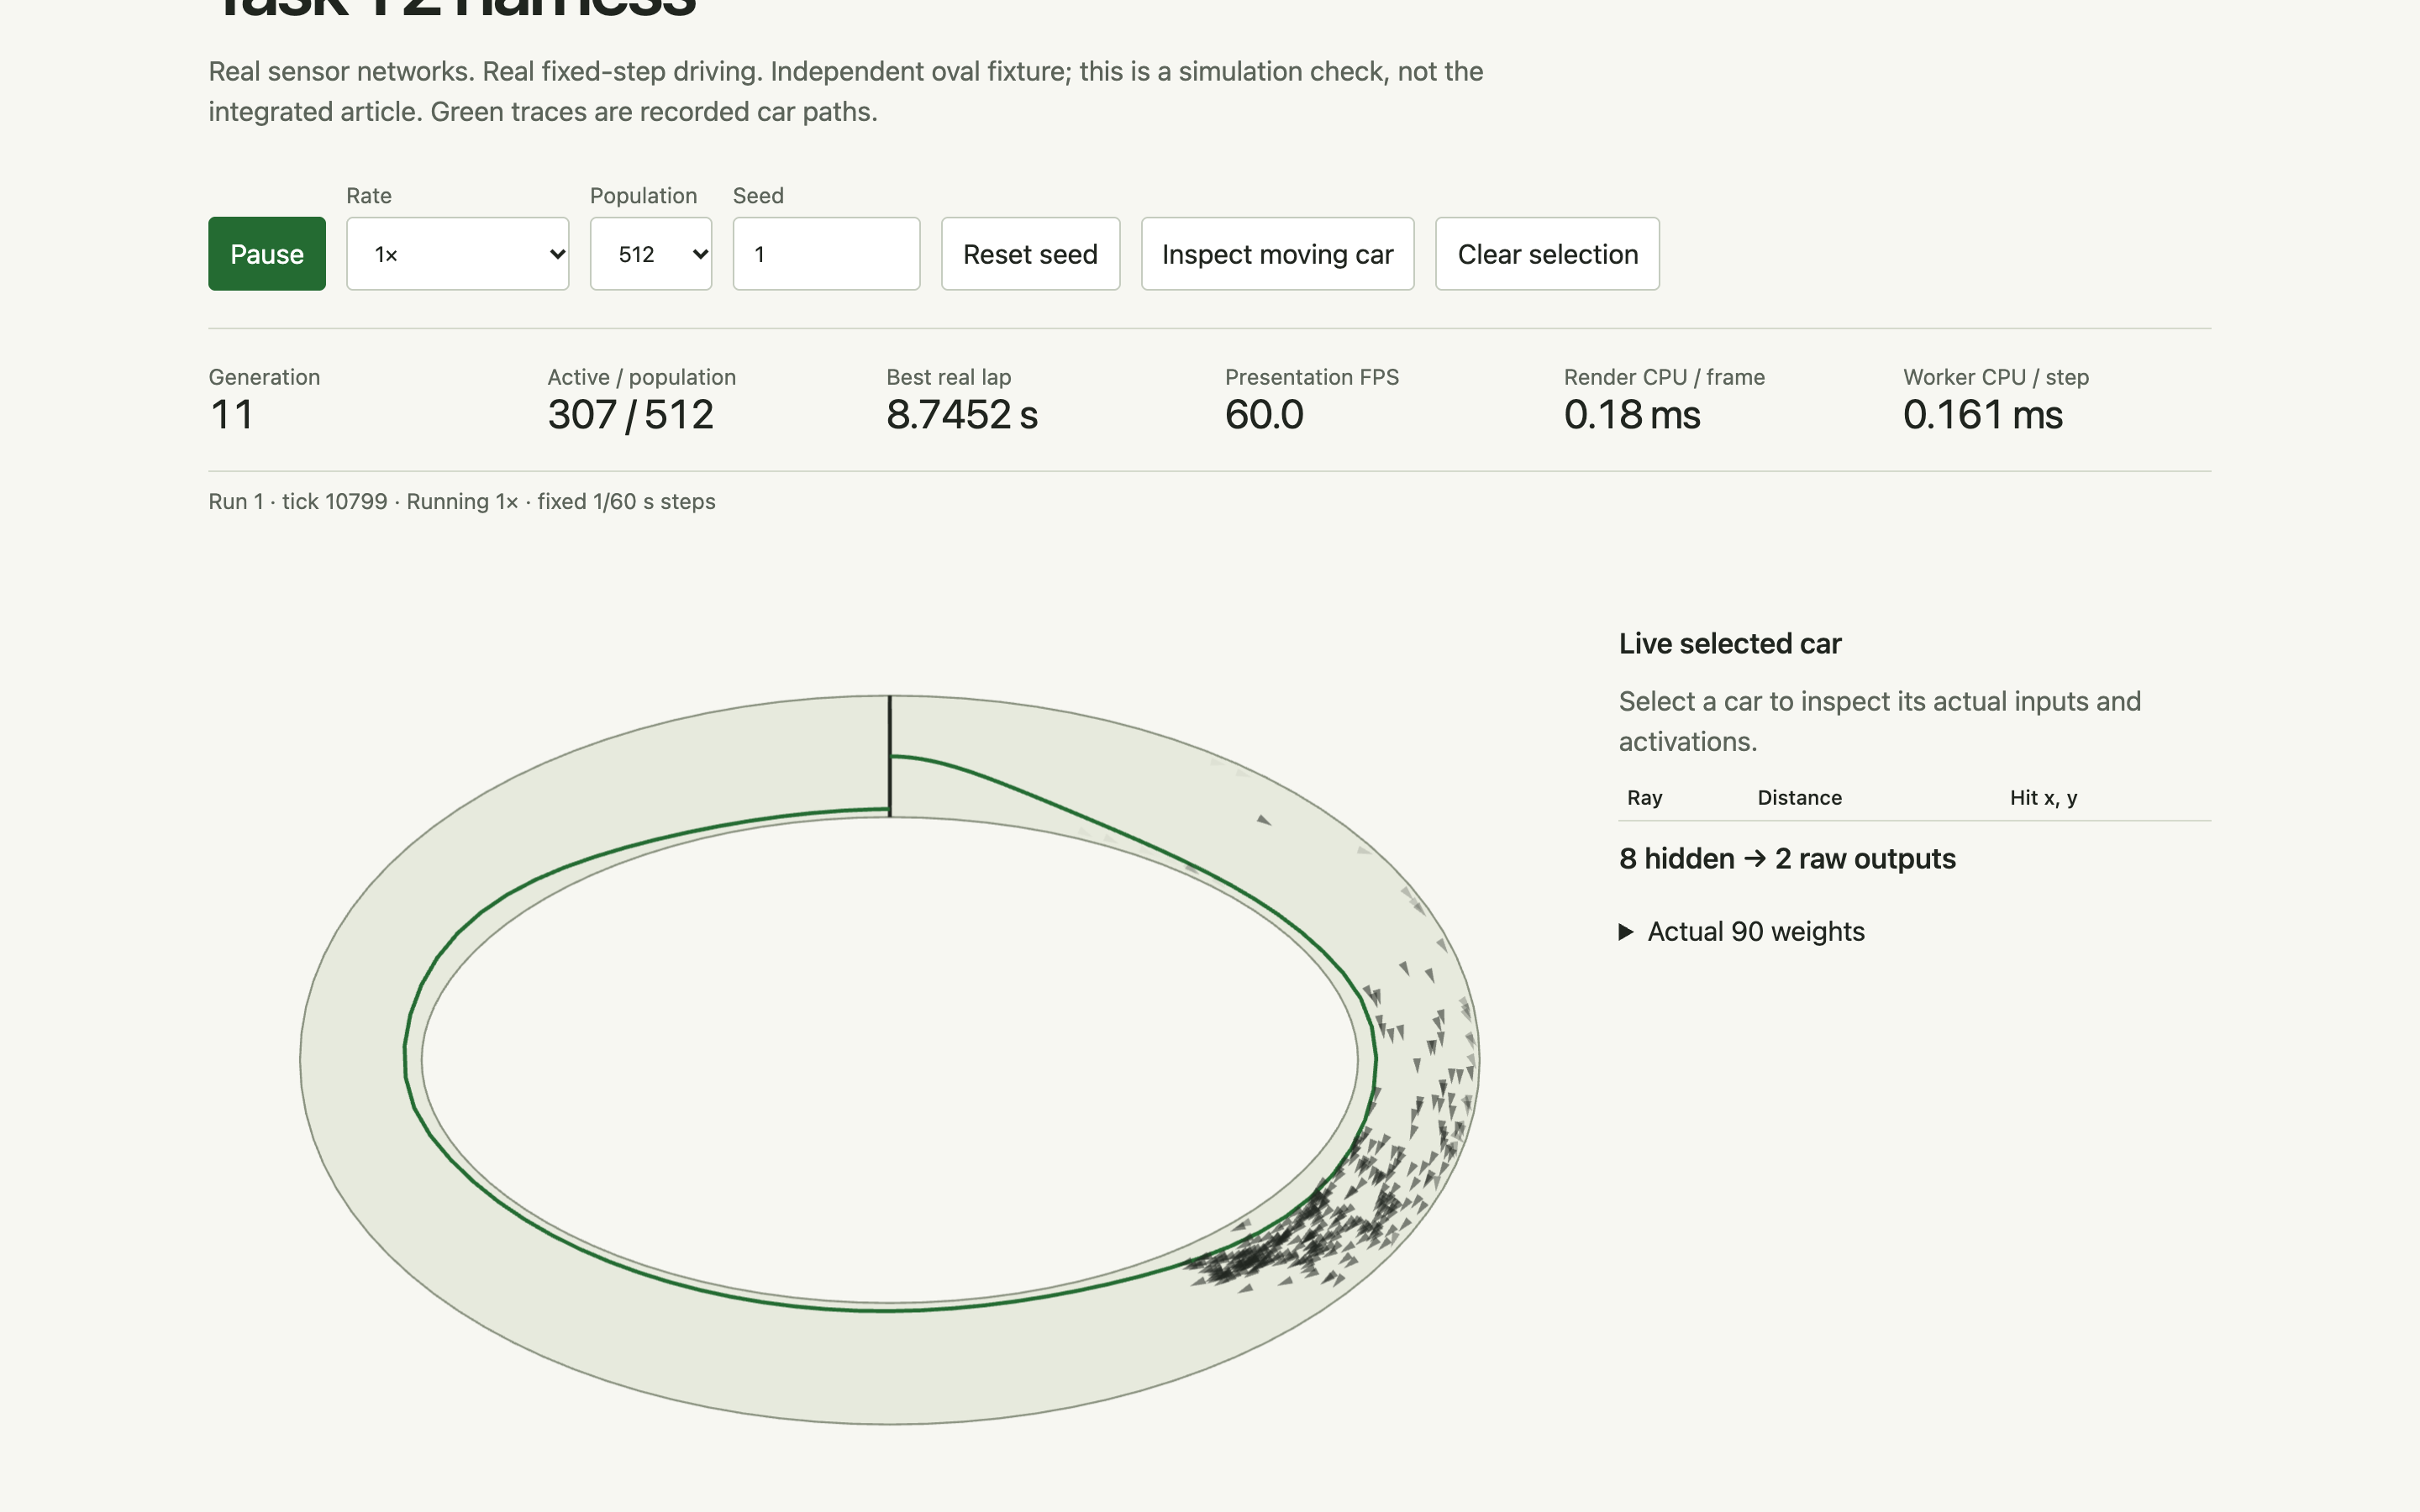 Task 12 harness
Real sensor networks. Real fixed-step driving. Independent oval fixture; this is a simulation check, not the
integrated article. Green traces are recorded car paths.
Rate
Population
Seed
Pause
1×
512
1
Reset seed
Inspect moving car
Clear selection
Generation
Active / population
Best real lap
Presentation FPS
Render CPU / frame
Worker CPU / step
11
307 / 512
8.7452 s
60.0
0.18 ms
0.161 ms
Run 1 · tick 10799 · Running 1× · fixed 1/60 s steps
Live selected car
Select a car to inspect its actual inputs and
activations.
Ray
Distance
Hit x, y
8 hidden → 2 raw outputs
▶ Actual 90 weights